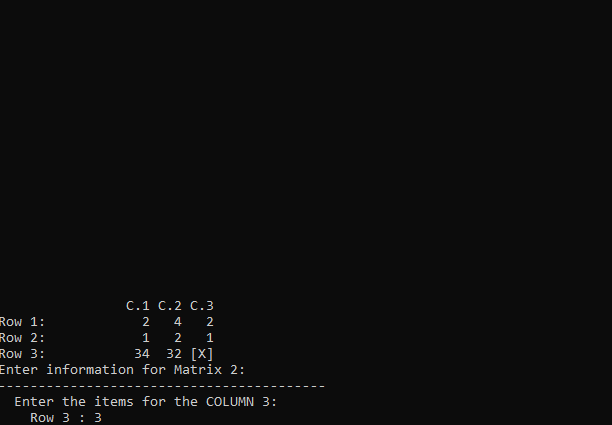 C.1 C.2 C.3
Row 1: 2 4 2
Row 2: 1 2 1
Row 3: 34 32 [X]
Enter information for Matrix 2:
-----------------------------------------
Enter the items for the COLUMN 3:
Row 3 : 3